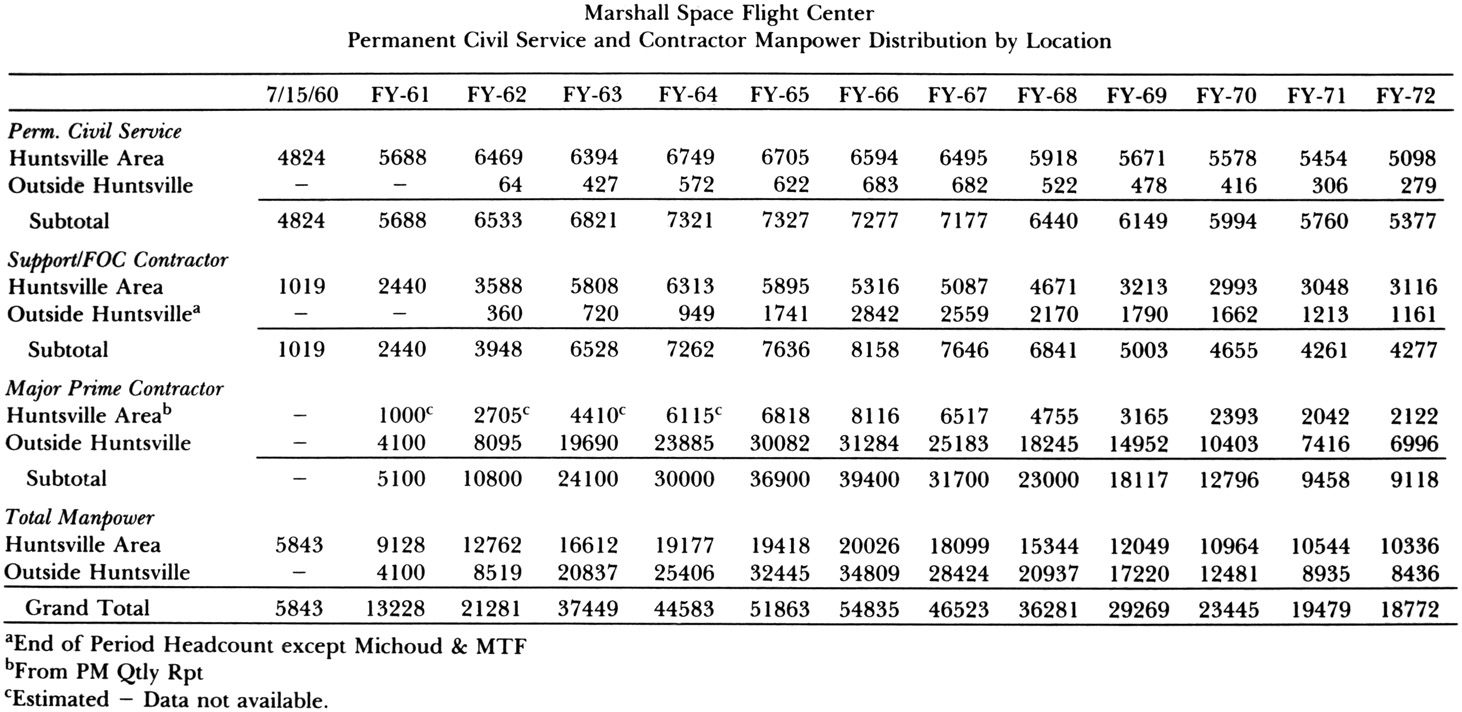 Marshall Space Flight Center
Permanent Civil Service and Contractor Manpower Distribution by Location
7/15/60 FY-61 FY-62 FY-63 FY-64 FY-65 FY-66 FY-67 FY-68 FY-69 FY-70 FY-71 FY-72
Perm. Civil Service
Huntsville Area 4824 5688 6469 6394 6749 6705 6594 6495 5918 5671 5578 5454 5098
Outside Huntsville – – 64 427 572 622 683 682 522 478 416 306 279
Subtotal 4824 5688 6533 6821 7321 7327 7277 7177 6440 6149 5994 5760 5377
Support/FOC Contractor
Huntsville Area 1019 2440 3588 5808 6313 5895 5316 5087 4671 3213 2993 3048 3116
Outside Huntsvilleᵃ – – 360 720 949 1741 2842 2559 2170 1790 1662 1213 1161
Subtotal 1019 2440 3948 6528 7262 7636 8158 7646 6841 5003 4655 4261 4277
Major Prime Contractor
Huntsville Areaᵇ – 1000ᶜ 2705ᶜ 4410ᶜ 6115ᶜ 6818 8116 6517 4755 3165 2393 2042 2122
Outside Huntsville – 4100 8095 19690 23885 30082 31284 25183 18245 14952 10403 7416 6996
Subtotal – 5100 10800 24100 30000 36900 39400 31700 23000 18117 12796 9458 9118
Total Manpower
Huntsville Area 5843 9128 12762 16612 19177 19418 20026 18099 15344 12049 10964 10544 10336
Outside Huntsville – 4100 8519 20837 25406 32445 34809 28424 20937 17220 12481 8935 8436
Grand Total 5843 13228 21281 37449 44583 51863 54835 46523 36281 29269 23445 19479 18772
ᵃEnd of Period Headcount except Michoud & MTF
ᵇFrom PM Qtly Rpt
ᶜEstimated – Data not available.